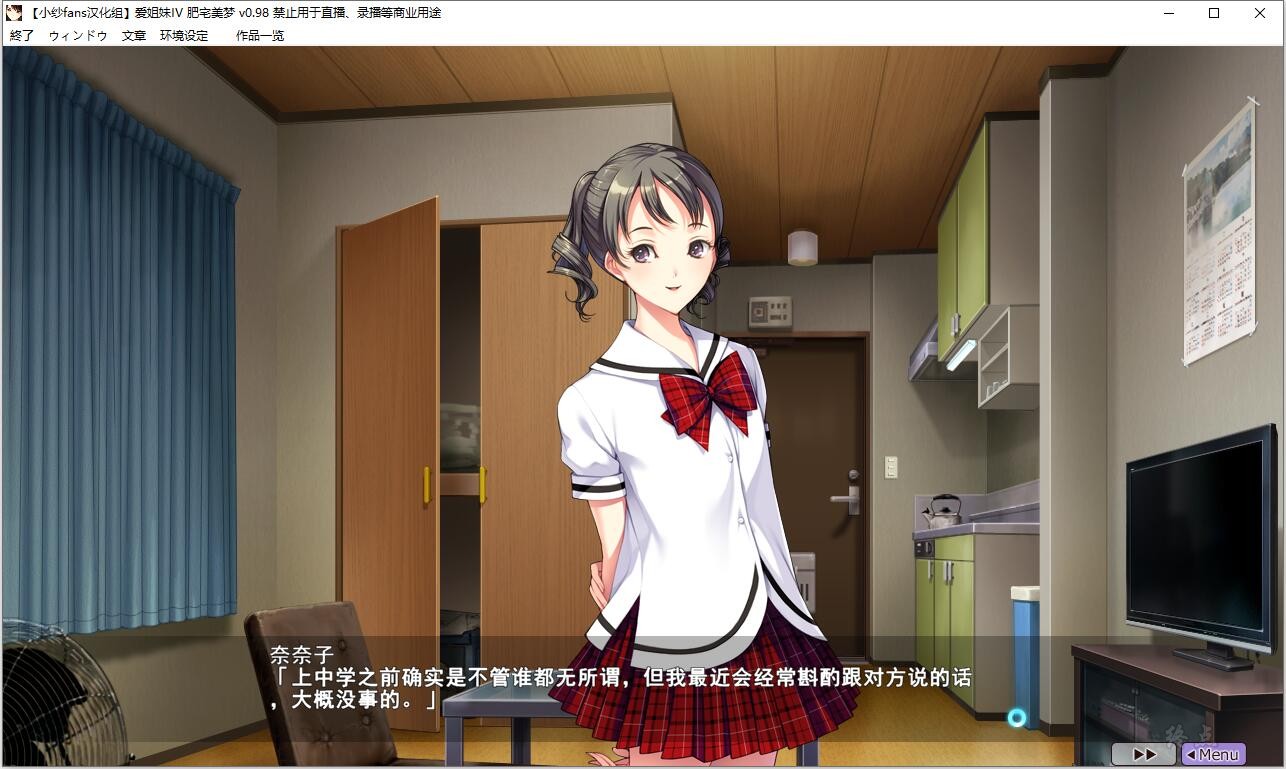 【小纱fans汉化组】爱姐妹IV 肥宅美梦 v0.98 禁止用于直播、录播等商业用途
終了 ウィンドウ 文章 环境设定 作品一览
奈奈子
「上中学之前确实是不管谁都无所谓，但我最近会经常斟酌跟对方说的话
，大概没事的。」
Menu